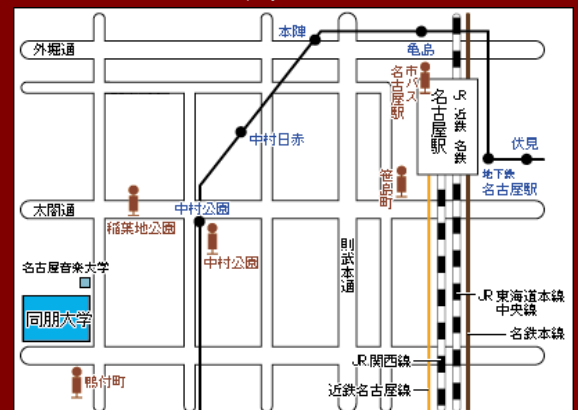 本陣
外堀通
亀島
市バス
名古屋駅
名古屋駅
JR 近鉄 名鉄
中村日赤
伏見
地下鉄
名古屋駅
笹島町
太閤通
中村公園
稲葉地公園
中村公園
則武本通
名古屋音楽大学
同朋大学
JR東海道本線
中央線
名鉄本線
JR関西線
近鉄名古屋線
鴨付町